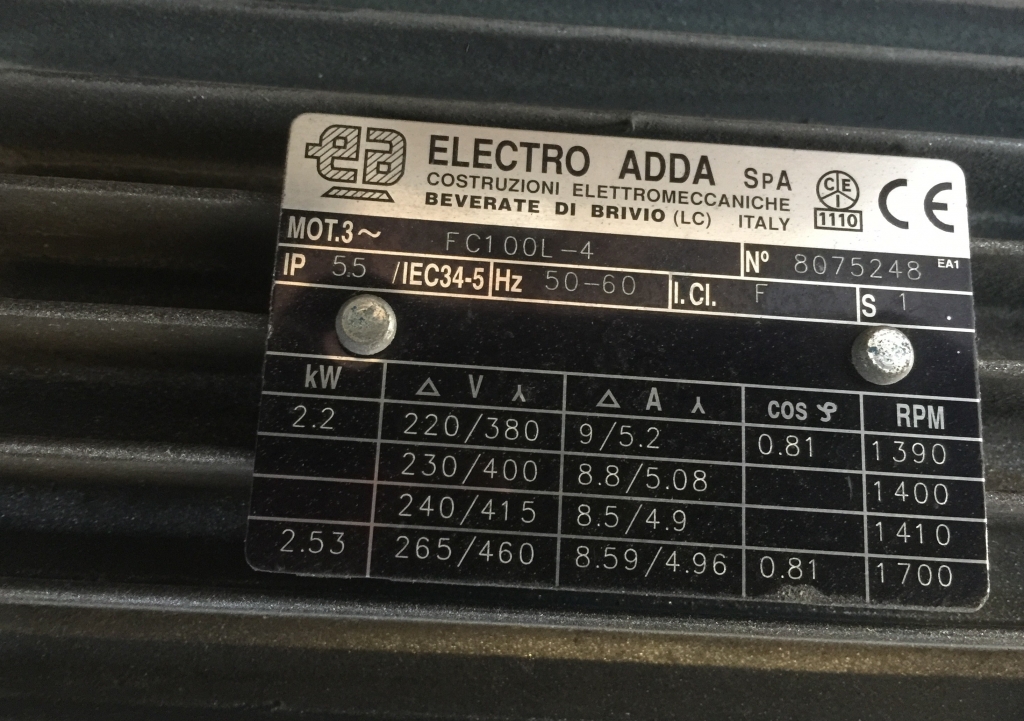 ea ELECTRO ADDA SPA
COSTRUZIONI ELETTROMECCANICHE
BEVERATE DI BRIVIO (LC) ITALY
CEI 1110 CE
MOT.3~ FC100L-4 Nº 8075248 EA1
IP 55 /IEC34-5 Hz 50-60 I.Cl. F S 1 .
kW △ V ⅄ △ A ⅄ cos φ RPM
2.2 220/380 9/5.2 0.81 1390
230/400 8.8/5.08 1400
240/415 8.5/4.9 1410
2.53 265/460 8.59/4.96 0.81 1700